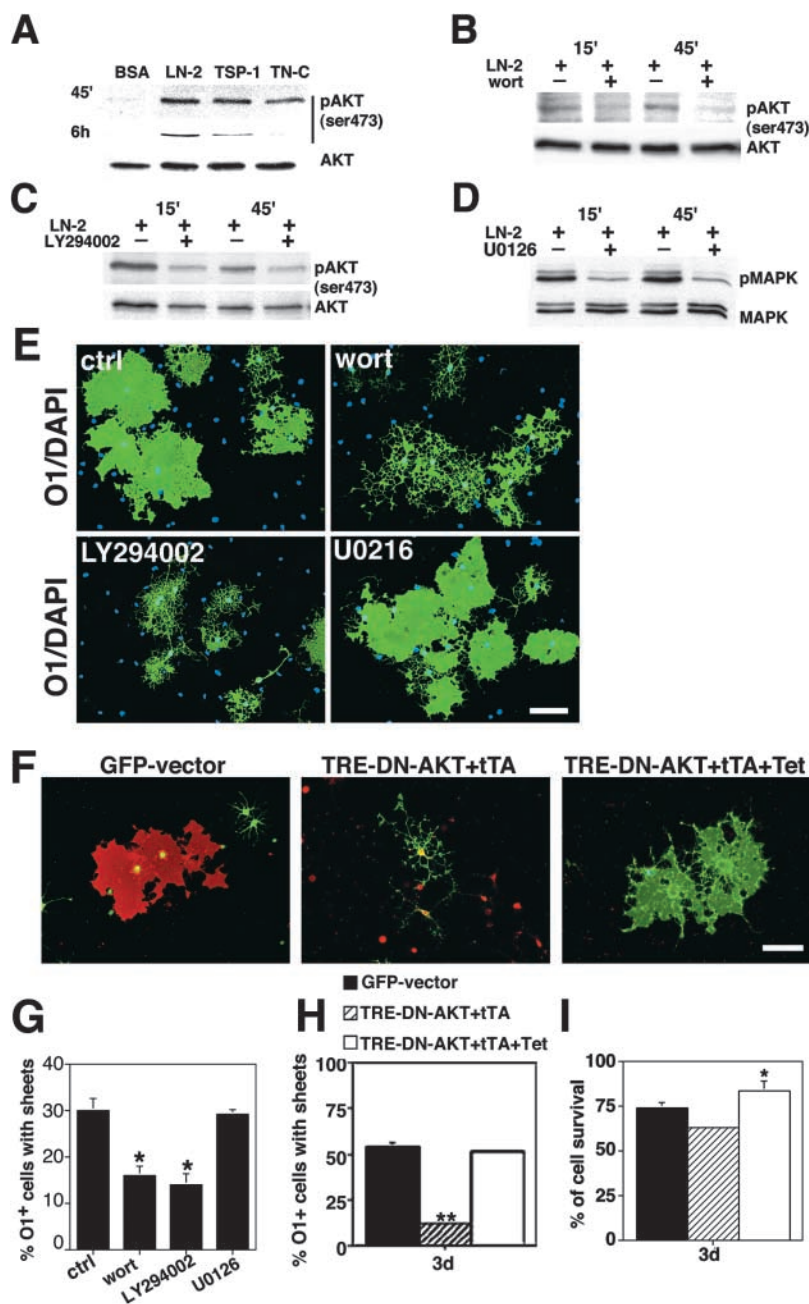 A
BSA LN-2 TSP-1 TN-C
45'
pAKT
(ser473)
6h
AKT
B
15' 45'
LN-2 + + + +
wort − + − +
pAKT
(ser473)
AKT
C
15' 45'
LN-2 + + + +
LY294002 − + − +
pAKT
(ser473)
AKT
D
15' 45'
LN-2 + + + +
U0126 − + − +
pMAPK
MAPK
E
O1/DAPI
ctrl
wort
O1/DAPI
LY294002
U0216
F
GFP-vector
TRE-DN-AKT+tTA
TRE-DN-AKT+tTA+Tet
GFP-vector
TRE-DN-AKT+tTA
TRE-DN-AKT+tTA+Tet
G
% O1+ cells with sheets
40
30
20
10
0
* *
ctrl wort LY294002 U0126
H
% O1+ cells with sheets
100
75
50
25
0
**
3d
I
% of cell survival
100
75
50
25
0
*
3d